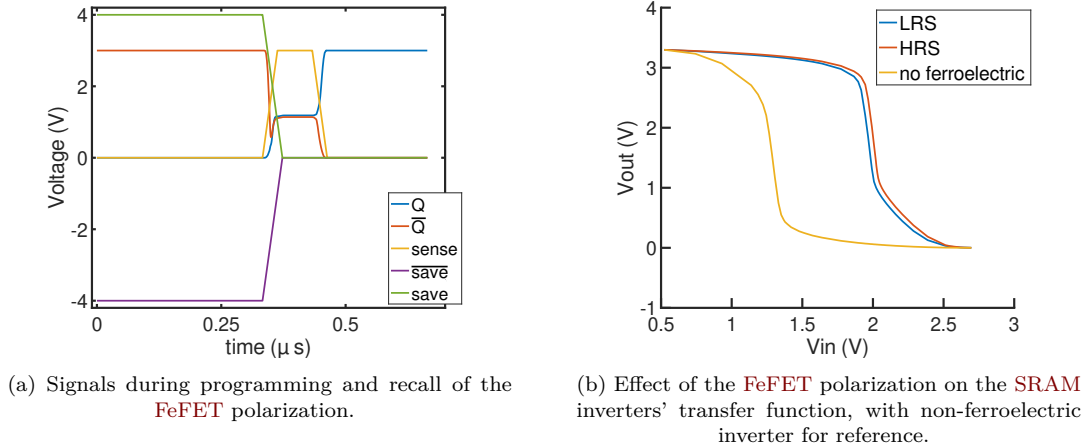 4
2
0
-2
-4
Voltage (V)
0
0.25
0.5
time (μ s)
Q
Q̅
sense
s̅a̅v̅e̅
save
(a) Signals during programming and recall of the
FeFET polarization.
4
3
2
1
0
-1
Vout (V)
0.5
1
1.5
2
2.5
3
Vin (V)
LRS
HRS
no ferroelectric
(b) Effect of the FeFET polarization on the SRAM
inverters' transfer function, with non-ferroelectric
inverter for reference.